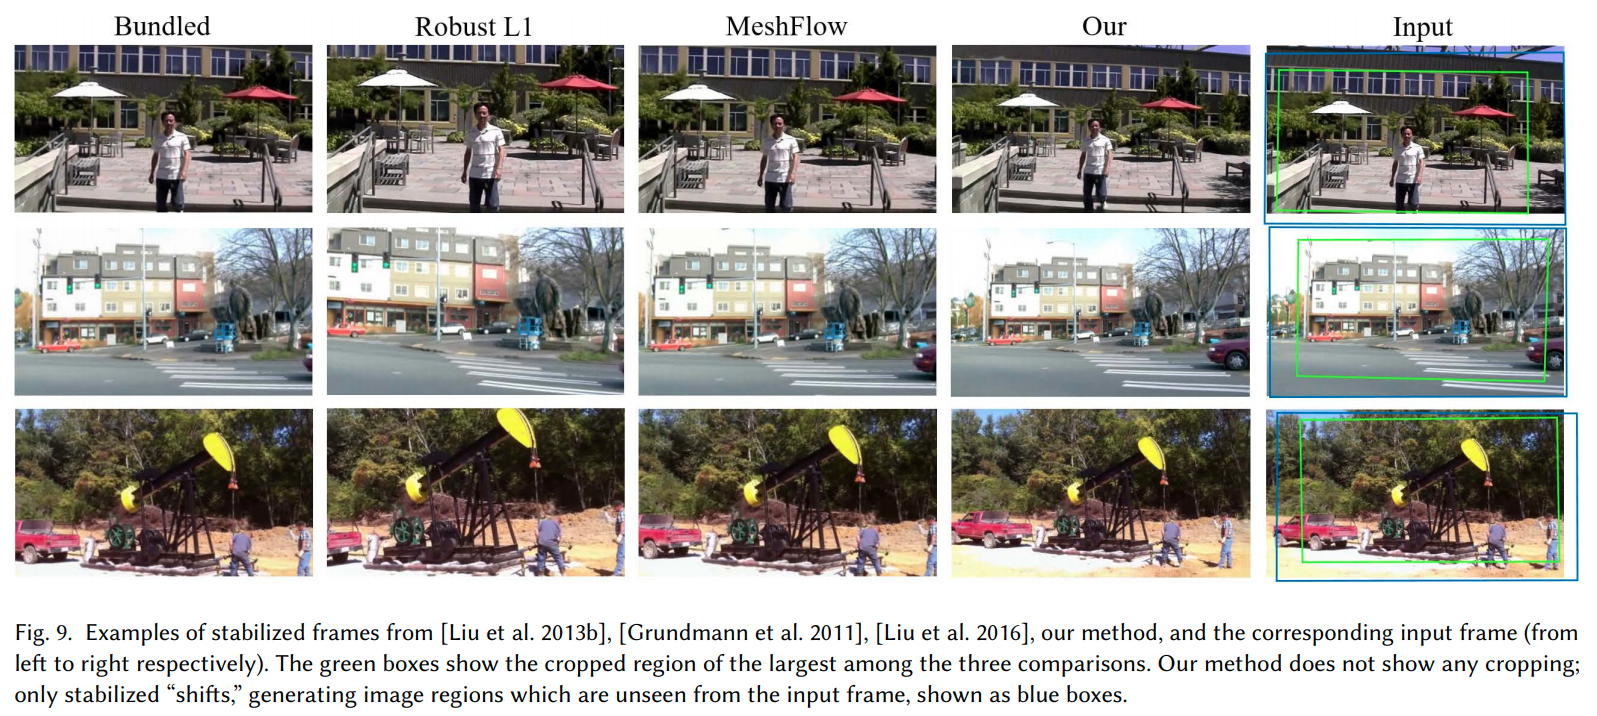 Bundled Robust L1 MeshFlow Our Input
Fig. 9. Examples of stabilized frames from [Liu et al. 2013b], [Grundmann et al. 2011], [Liu et al. 2016], our method, and the corresponding input frame (from
left to right respectively). The green boxes show the cropped region of the largest among the three comparisons. Our method does not show any cropping;
only stabilized “shifts,” generating image regions which are unseen from the input frame, shown as blue boxes.